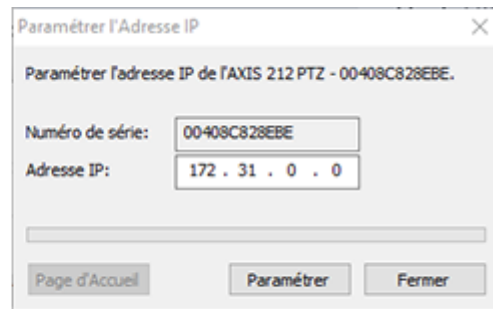 Paramétrer l'Adresse IP
Paramétrer l'adresse IP de l'AXIS 212 PTZ - 00408C828EBE.
Numéro de série: 00408C828EBE
Adresse IP: 172 . 31 . 0 . 0
Page d'Accueil Paramétrer Fermer